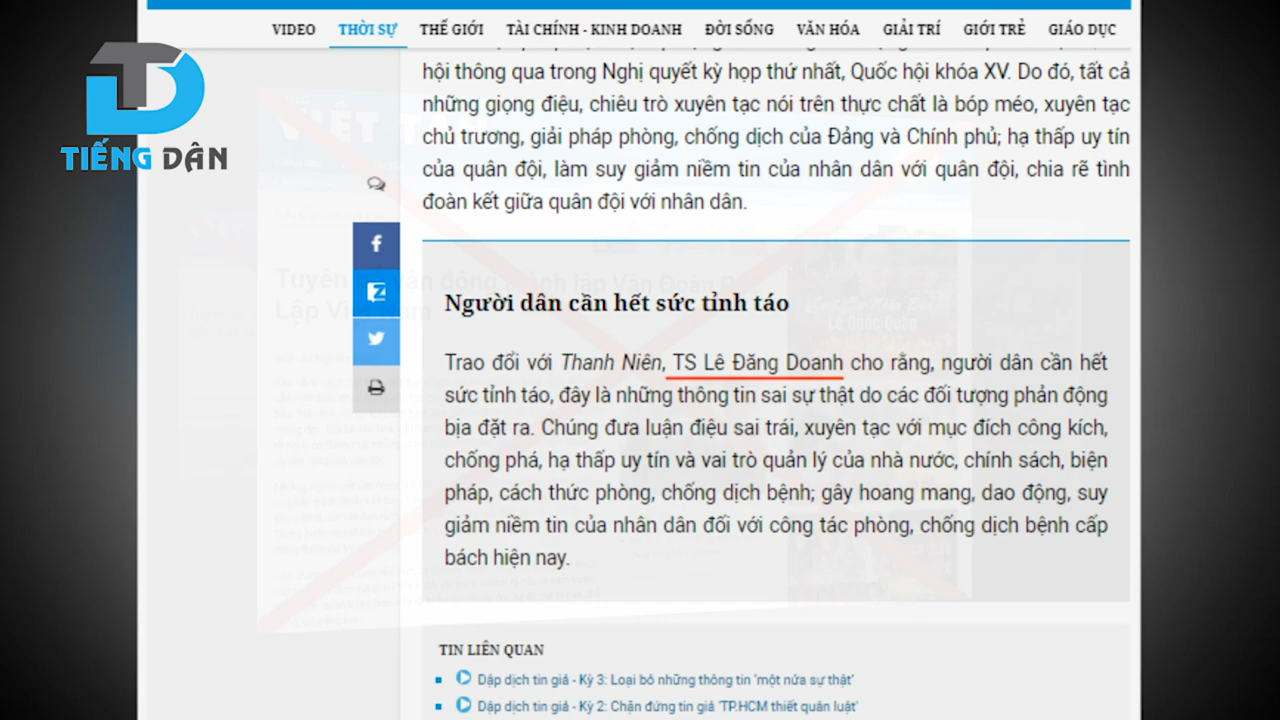 VIDEO THỜI SỰ THẾ GIỚI TÀI CHÍNH - KINH DOANH ĐỜI SỐNG VĂN HÓA GIẢI TRÍ GIỚI TRẺ GIÁO DỤC
TD
TIẾNG DÂN
hội thông qua trong Nghị quyết kỳ họp thứ nhất, Quốc hội khóa XV. Do đó, tất cả
những giọng điệu, chiêu trò xuyên tạc nói trên thực chất là bóp méo, xuyên tạc
chủ trương, giải pháp phòng, chống dịch của Đảng và Chính phủ; hạ thấp uy tín
của quân đội, làm suy giảm niềm tin của nhân dân với quân đội, chia rẽ tình
đoàn kết giữa quân đội với nhân dân.
VIỆT TÂN
Người dân cần hết sức tỉnh táo
Trao đổi với Thanh Niên, TS Lê Đăng Doanh cho rằng, người dân cần hết
sức tỉnh táo, đây là những thông tin sai sự thật do các đối tượng phản động
bịa đặt ra. Chúng đưa luận điệu sai trái, xuyên tạc với mục đích công kích,
chống phá, hạ thấp uy tín và vai trò quản lý của nhà nước, chính sách, biện
pháp, cách thức phòng, chống dịch bệnh; gây hoang mang, dao động, suy
giảm niềm tin của nhân dân đối với công tác phòng, chống dịch bệnh cấp
bách hiện nay.
Lê Quốc Quân
TIN LIÊN QUAN
Dập dịch tin giả - Kỳ 3: Loại bỏ những thông tin 'một nửa sự thật'
Dập dịch tin giả - Kỳ 2: Chặn đứng tin giả 'TP.HCM thiết quân luật'